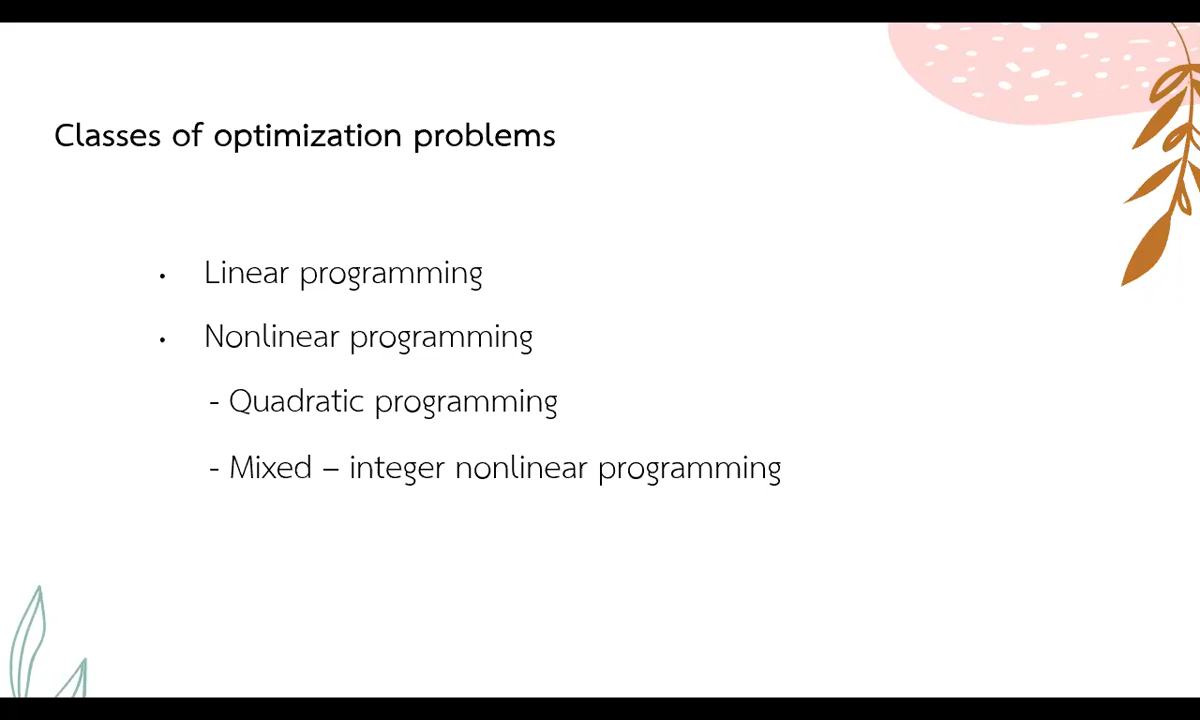 Classes of optimization problems
• Linear programming
• Nonlinear programming
- Quadratic programming
- Mixed – integer nonlinear programming